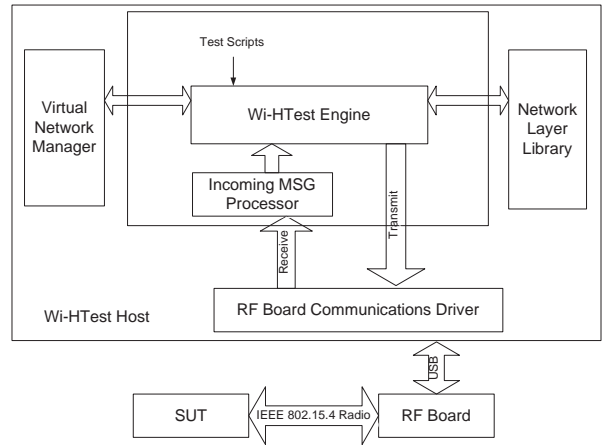 Test Scripts
Virtual
Network
Manager
Wi-HTest Engine
Network
Layer
Library
Incoming MSG
Processor
Receive
Transmit
RF Board Communications Driver
Wi-HTest Host
USB
SUT
IEEE 802.15.4 Radio
RF Board